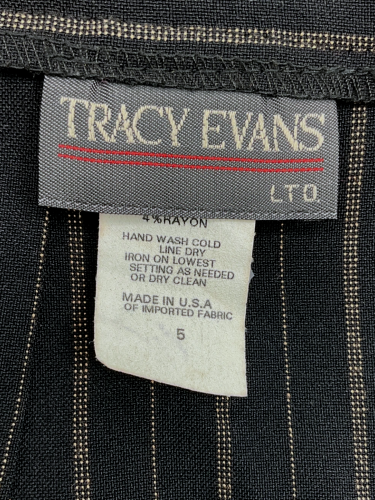 TRACY EVANS
LTD.
4% RAYON
HAND WASH COLD
LINE DRY
IRON ON LOWEST
SETTING AS NEEDED
OR DRY CLEAN
MADE IN U.S.A
OF IMPORTED FABRIC
5